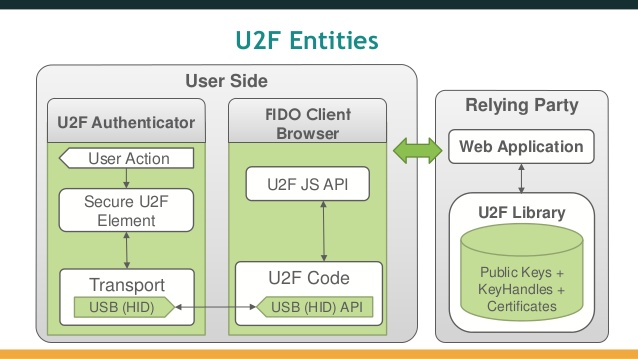 U2F Entities
User Side
U2F Authenticator
User Action
Secure U2F
Element
Transport
USB (HID)
FIDO Client
Browser
U2F JS API
U2F Code
USB (HID) API
Relying Party
Web Application
U2F Library
Public Keys +
KeyHandles +
Certificates